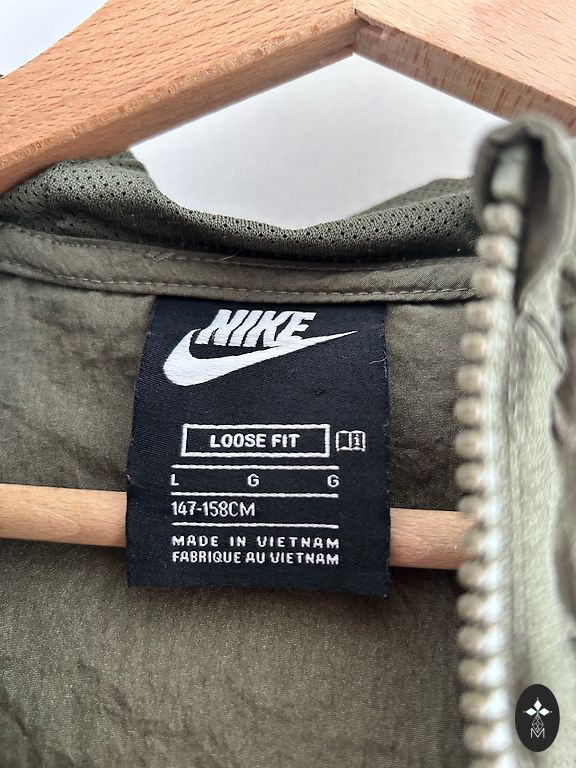 NIKE
LOOSE FIT
L G G
147-158CM
MADE IN VIETNAM
FABRIQUE AU VIETNAM
M